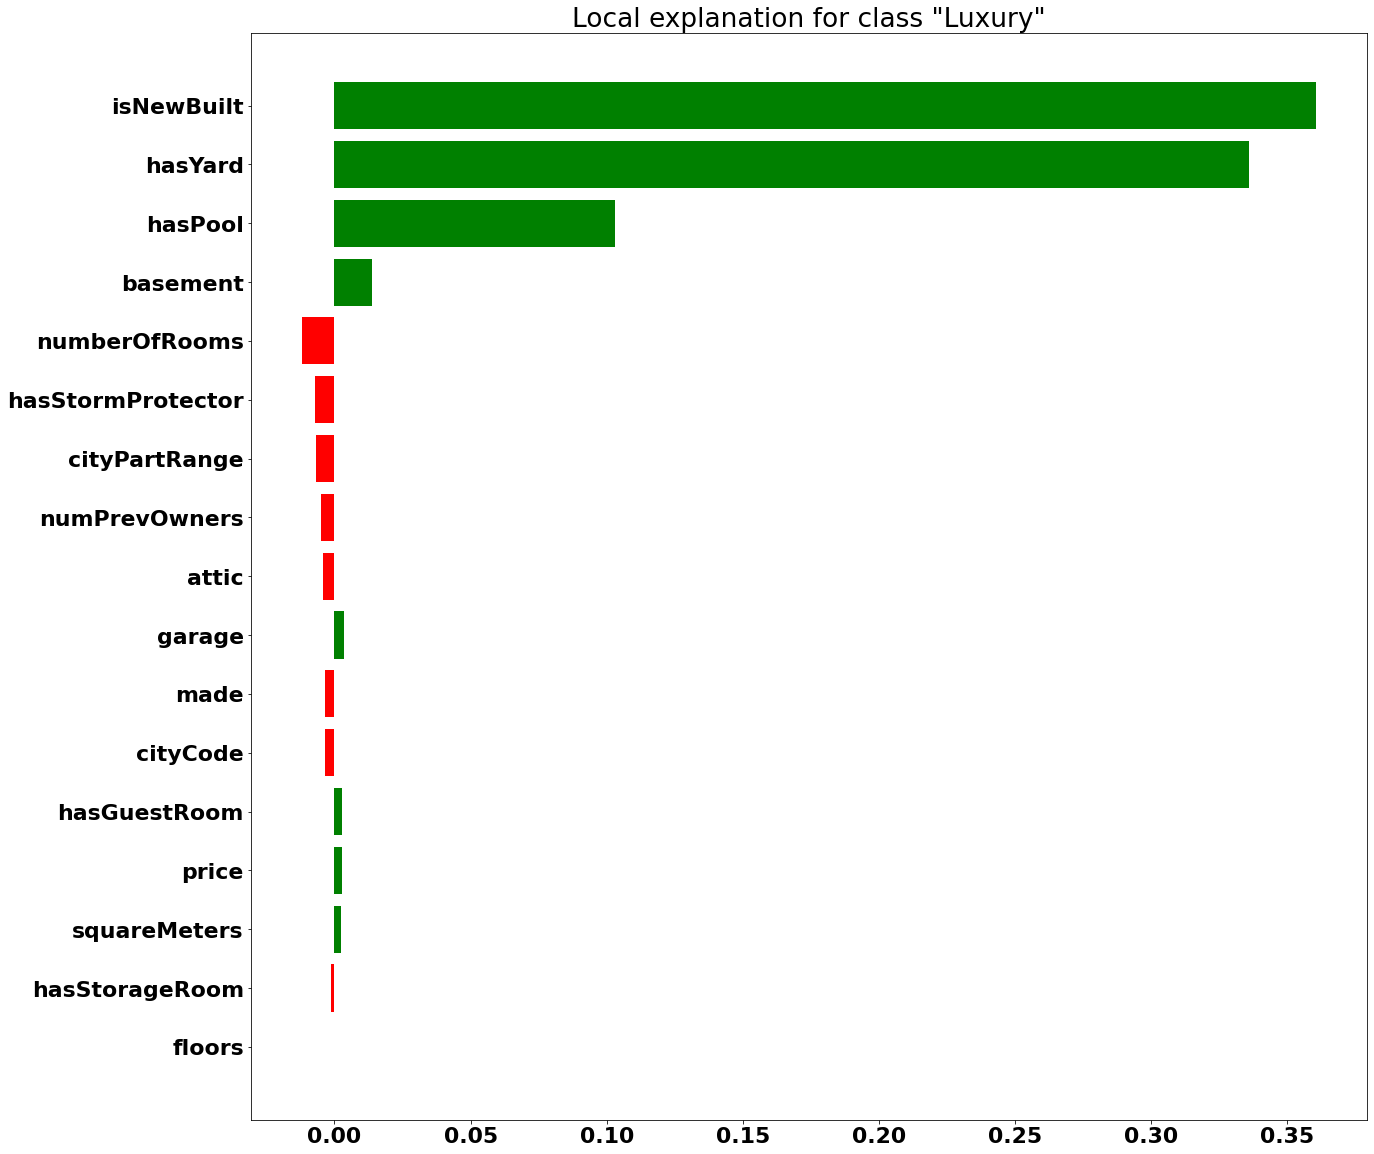 Local explanation for class "Luxury"
isNewBuilt
hasYard
hasPool
basement
numberOfRooms
hasStormProtector
cityPartRange
numPrevOwners
attic
garage
made
cityCode
hasGuestRoom
price
squareMeters
hasStorageRoom
floors
0.00 0.05 0.10 0.15 0.20 0.25 0.30 0.35